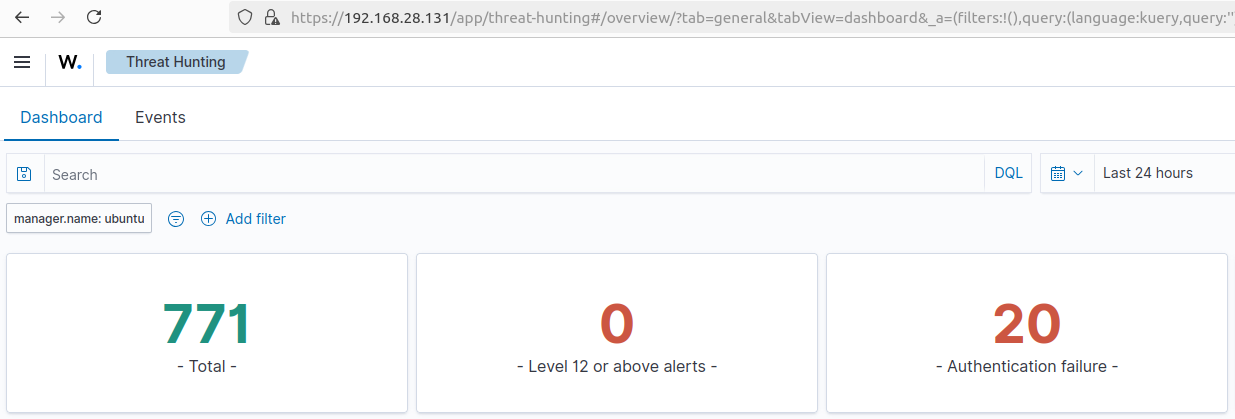 https://192.168.28.131/app/threat-hunting#/overview/?tab=general&tabView=dashboard&_a=(filters:!(),query:(language:kuery,query:''
W. Threat Hunting
Dashboard Events
Search DQL Last 24 hours
manager.name: ubuntu Add filter
771 0 20
- Total - - Level 12 or above alerts - - Authentication failure -